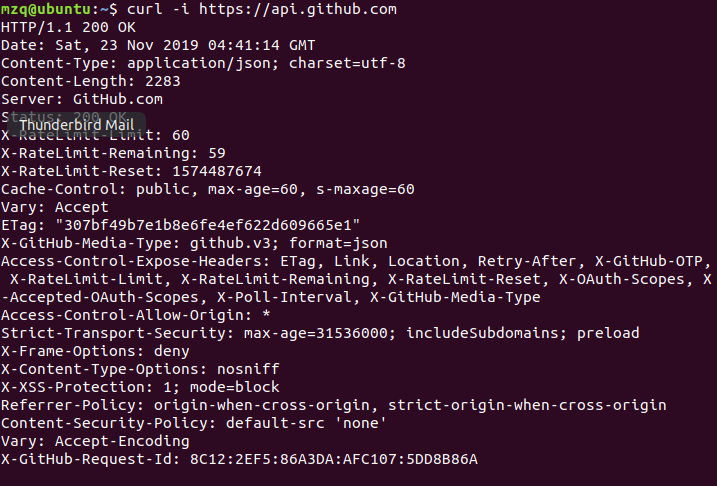 mzq@ubuntu:~$ curl -i https://api.github.com
HTTP/1.1 200 OK
Date: Sat, 23 Nov 2019 04:41:14 GMT
Content-Type: application/json; charset=utf-8
Content-Length: 2283
Server: GitHub.com
Status: 200 OK
Thunderbird Mail
X-RateLimit-Limit: 60
X-RateLimit-Remaining: 59
X-RateLimit-Reset: 1574487674
Cache-Control: public, max-age=60, s-maxage=60
Vary: Accept
ETag: "307bf49b7e1b8e6fe4ef622d609665e1"
X-GitHub-Media-Type: github.v3; format=json
Access-Control-Expose-Headers: ETag, Link, Location, Retry-After, X-GitHub-OTP,
 X-RateLimit-Limit, X-RateLimit-Remaining, X-RateLimit-Reset, X-OAuth-Scopes, X
-Accepted-OAuth-Scopes, X-Poll-Interval, X-GitHub-Media-Type
Access-Control-Allow-Origin: *
Strict-Transport-Security: max-age=31536000; includeSubdomains; preload
X-Frame-Options: deny
X-Content-Type-Options: nosniff
X-XSS-Protection: 1; mode=block
Referrer-Policy: origin-when-cross-origin, strict-origin-when-cross-origin
Content-Security-Policy: default-src 'none'
Vary: Accept-Encoding
X-GitHub-Request-Id: 8C12:2EF5:86A3DA:AFC107:5DD8B86A